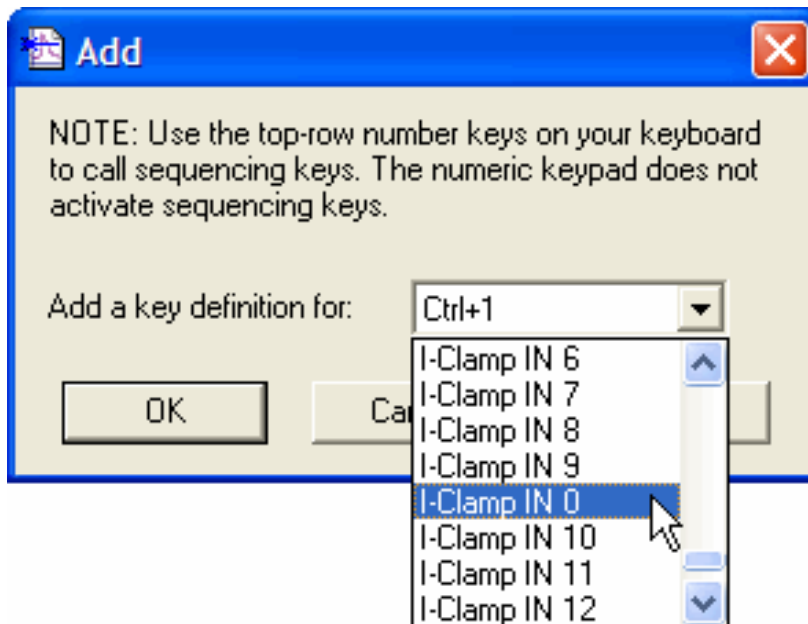 Add
NOTE: Use the top-row number keys on your keyboard
to call sequencing keys. The numeric keypad does not
activate sequencing keys.
Add a key definition for:
Ctrl+1
I-Clamp IN 6
I-Clamp IN 7
OK
I-Clamp IN 8
I-Clamp IN 9
I-Clamp IN 0
I-Clamp IN 10
I-Clamp IN 11
I-Clamp IN 12